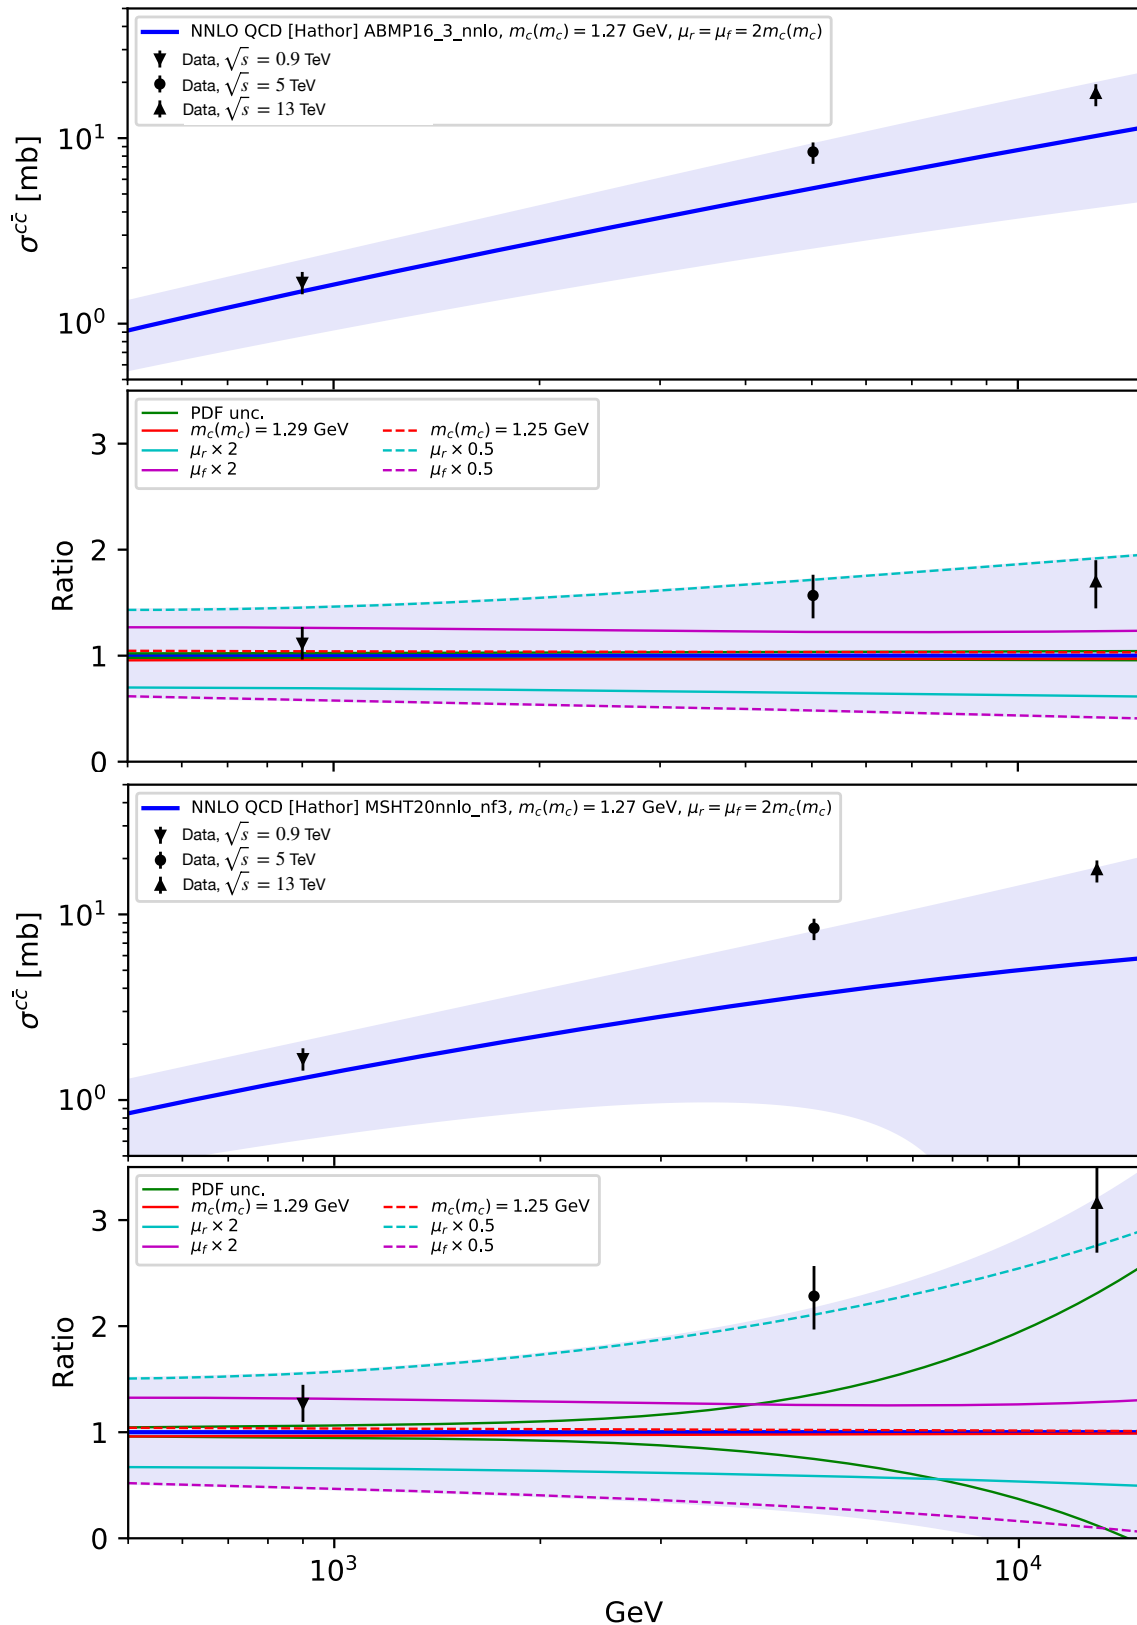 NNLO QCD [Hathor] ABMP16_3_nnlo, m_c(m_c) = 1.27 GeV, μ_r = μ_f = 2m_c(m_c)
Data, √s = 0.9 TeV
Data, √s = 5 TeV
Data, √s = 13 TeV
10^1
10^0
σ^{cc̄} [mb]
PDF unc.
m_c(m_c) = 1.29 GeV m_c(m_c) = 1.25 GeV
μ_r × 2 μ_r × 0.5
μ_f × 2 μ_f × 0.5
3
2
1
0
Ratio
NNLO QCD [Hathor] MSHT20nnlo_nf3, m_c(m_c) = 1.27 GeV, μ_r = μ_f = 2m_c(m_c)
Data, √s = 0.9 TeV
Data, √s = 5 TeV
Data, √s = 13 TeV
10^1
10^0
σ^{cc̄} [mb]
PDF unc.
m_c(m_c) = 1.29 GeV m_c(m_c) = 1.25 GeV
μ_r × 2 μ_r × 0.5
μ_f × 2 μ_f × 0.5
3
2
1
0
Ratio
10^3 10^4
GeV